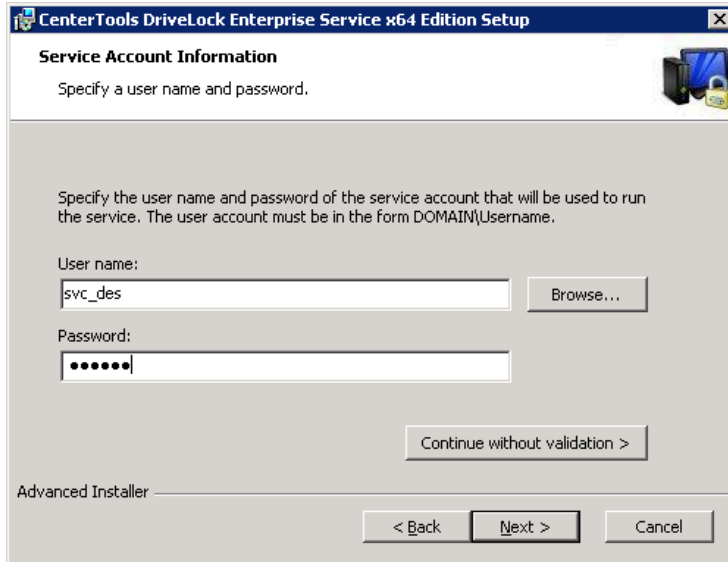 CenterTools DriveLock Enterprise Service x64 Edition Setup
Service Account Information
Specify a user name and password.
Specify the user name and password of the service account that will be used to run
the service. The user account must be in the form DOMAIN\Username.
User name:
svc_des
Browse...
Password:
●●●●●●
Continue without validation >
Advanced Installer
< Back
Next >
Cancel